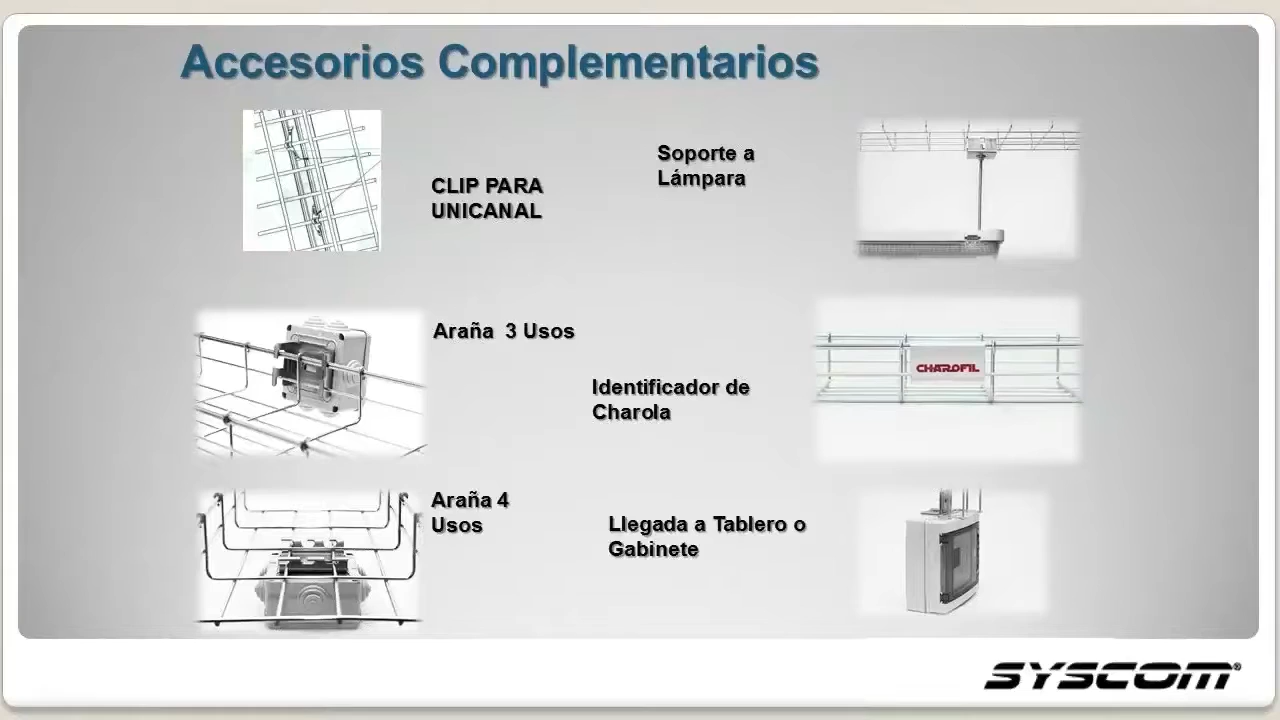 Accesorios Complementarios
CLIP PARA
UNICANAL
Soporte a
Lámpara
Araña  3 Usos
Identificador de
Charola
CHAROFIL
Araña 4
Usos
Llegada a Tablero o
Gabinete
SYSCOM®